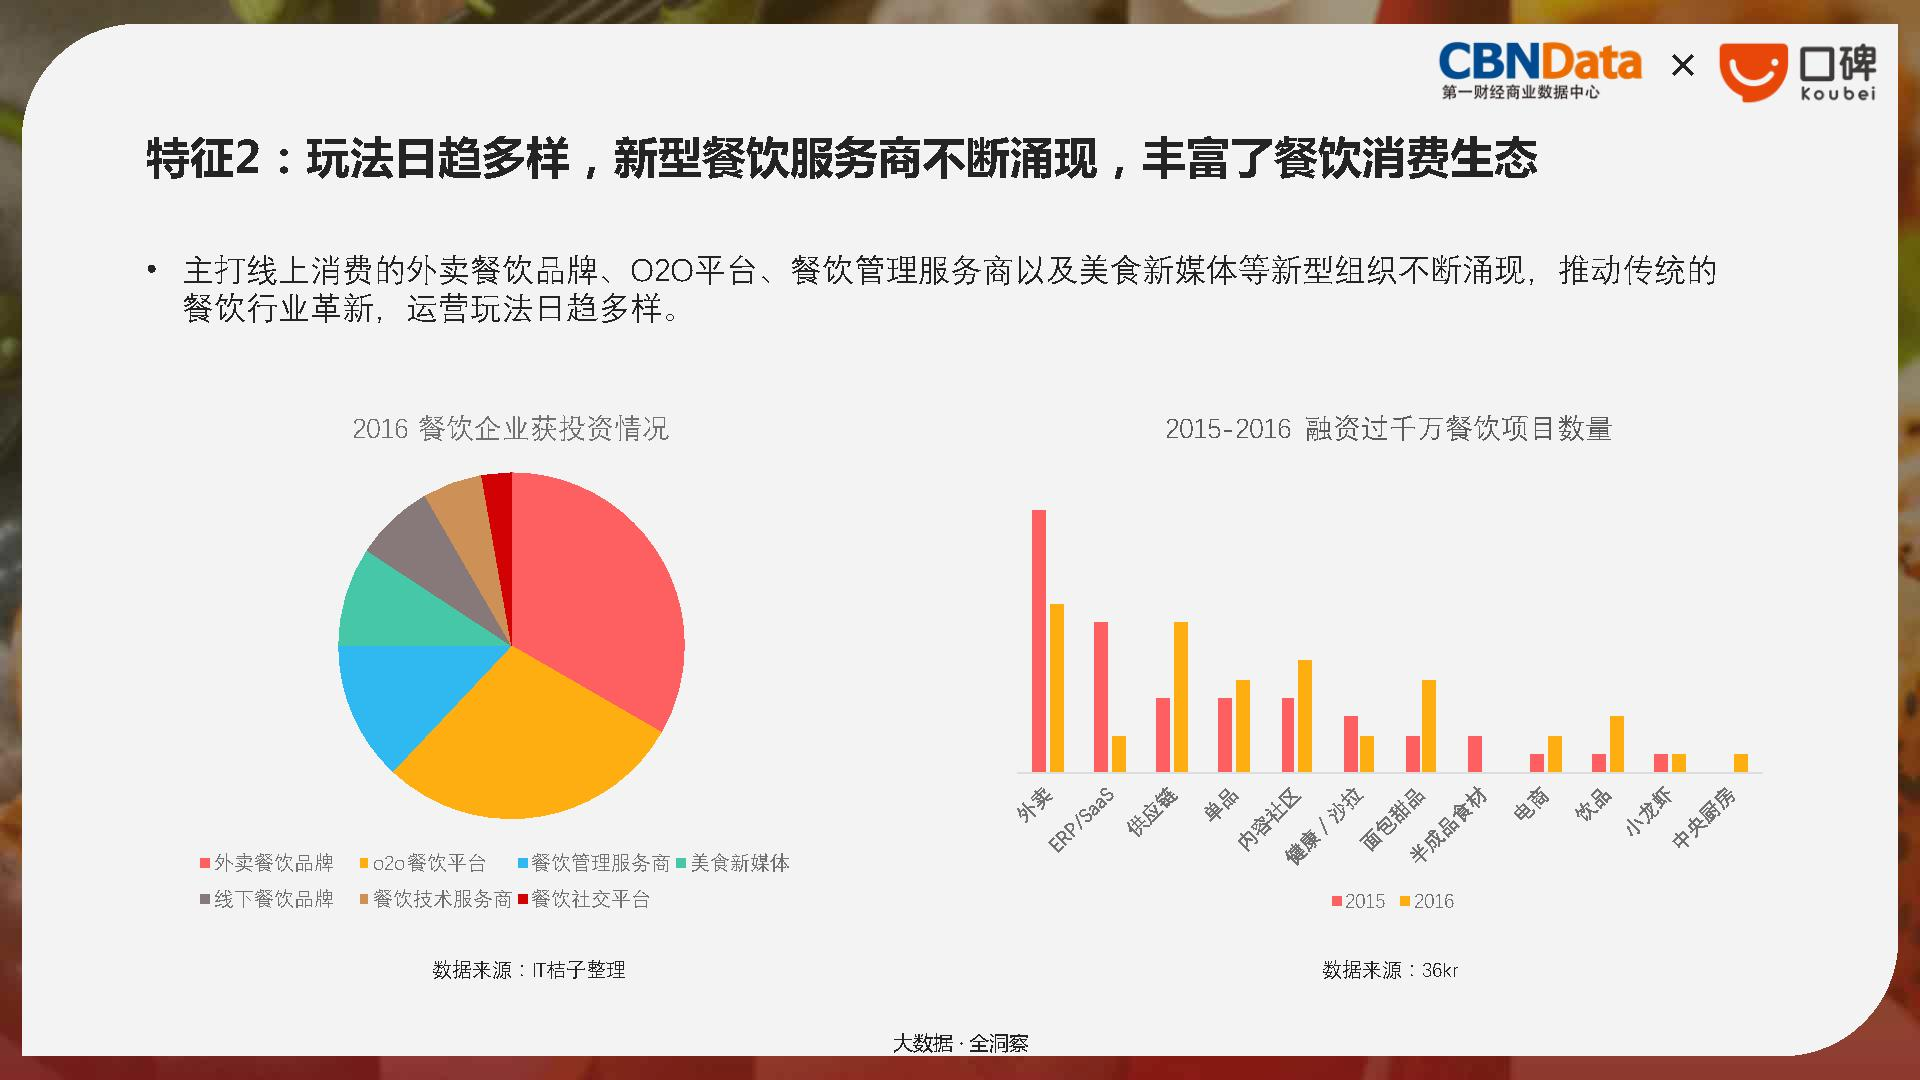 CBNData
第一财经商业数据中心
×
口碑
Koubei
特征2：玩法日趋多样，新型餐饮服务商不断涌现，丰富了餐饮消费生态
• 主打线上消费的外卖餐饮品牌、O2O平台、餐饮管理服务商以及美食新媒体等新型组织不断涌现，推动传统的
餐饮行业革新，运营玩法日趋多样。
2016 餐饮企业获投资情况
外卖餐饮品牌 o2o餐饮平台 餐饮管理服务商 美食新媒体
线下餐饮品牌 餐饮技术服务商 餐饮社交平台
数据来源：IT桔子整理
2015-2016 融资过千万餐饮项目数量
外卖
ERP/SaaS
供应链
单品
内容社区
健康 / 沙拉
面包甜品
半成品食材
电商
饮品
小龙虾
中央厨房
2015 2016
数据来源：36kr
大数据·全洞察